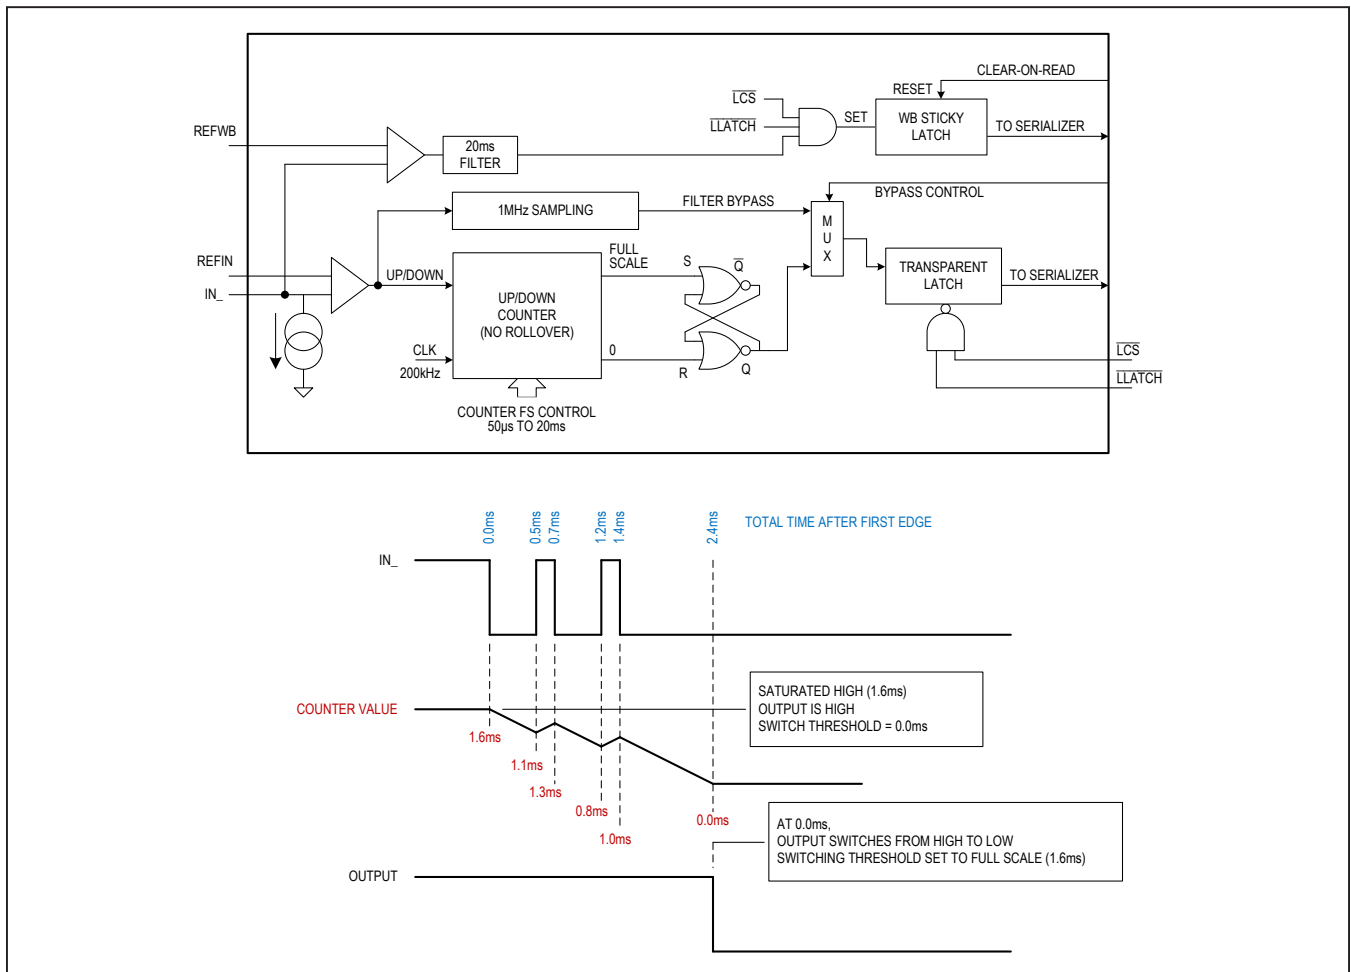 CLEAR-ON-READ
RESET
LCS
LLATCH
SET
WB STICKY
LATCH
TO SERIALIZER
REFWB
20ms
FILTER
BYPASS CONTROL
1MHz SAMPLING
FILTER BYPASS
M
U
X
REFIN
IN_
UP/DOWN
UP/DOWN
COUNTER
(NO ROLLOVER)
FULL
SCALE
S
Q
TRANSPARENT
LATCH
TO SERIALIZER
CLK
200kHz
0
R
Q
LCS
LLATCH
COUNTER FS CONTROL
50µs TO 20ms
0.0ms
0.5ms
0.7ms
1.2ms
1.4ms
2.4ms
TOTAL TIME AFTER FIRST EDGE
IN_
COUNTER VALUE
SATURATED HIGH (1.6ms)
OUTPUT IS HIGH
SWITCH THRESHOLD = 0.0ms
1.6ms
1.1ms
1.3ms
0.8ms
1.0ms
0.0ms
AT 0.0ms,
OUTPUT SWITCHES FROM HIGH TO LOW
SWITCHING THRESHOLD SET TO FULL SCALE (1.6ms)
OUTPUT